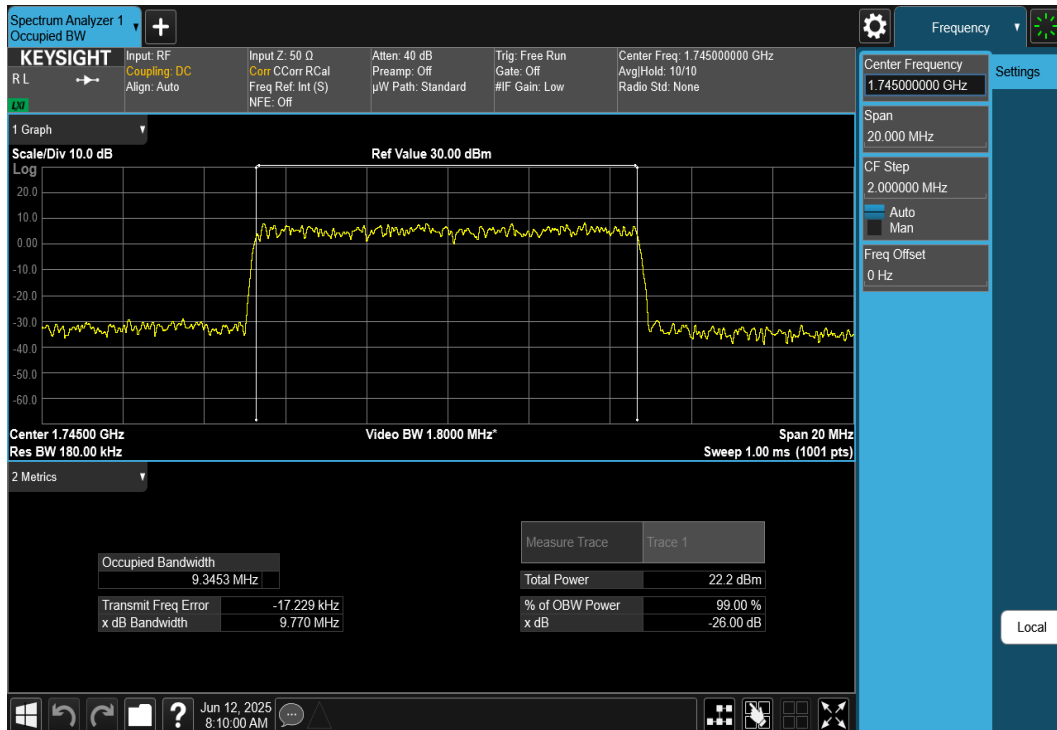 Spectrum Analyzer 1
Occupied BW
+
Frequency
KEYSIGHT
R L
LXI
Input: RF
Coupling: DC
Align: Auto
Input Z: 50 Ω
Corr CCorr RCal
Freq Ref: Int (S)
NFE: Off
Atten: 40 dB
Preamp: Off
µW Path: Standard
Trig: Free Run
Gate: Off
#IF Gain: Low
Center Freq: 1.745000000 GHz
Avg|Hold: 10/10
Radio Std: None
Center Frequency
1.745000000 GHz
Settings
Span
20.000 MHz
CF Step
2.000000 MHz
Auto
Man
Freq Offset
0 Hz
Local
1 Graph
Scale/Div 10.0 dB
Ref Value 30.00 dBm
Log
20.0
10.0
0.00
-10.0
-20.0
-30.0
-40.0
-50.0
-60.0
Center 1.74500 GHz
Video BW 1.8000 MHz*
Span 20 MHz
Res BW 180.00 kHz
Sweep 1.00 ms (1001 pts)
2 Metrics
Measure Trace
Trace 1
Occupied Bandwidth
9.3453 MHz
Total Power
22.2 dBm
Transmit Freq Error
-17.229 kHz
% of OBW Power
99.00 %
x dB Bandwidth
9.770 MHz
x dB
-26.00 dB
?
Jun 12, 2025
8:10:00 AM